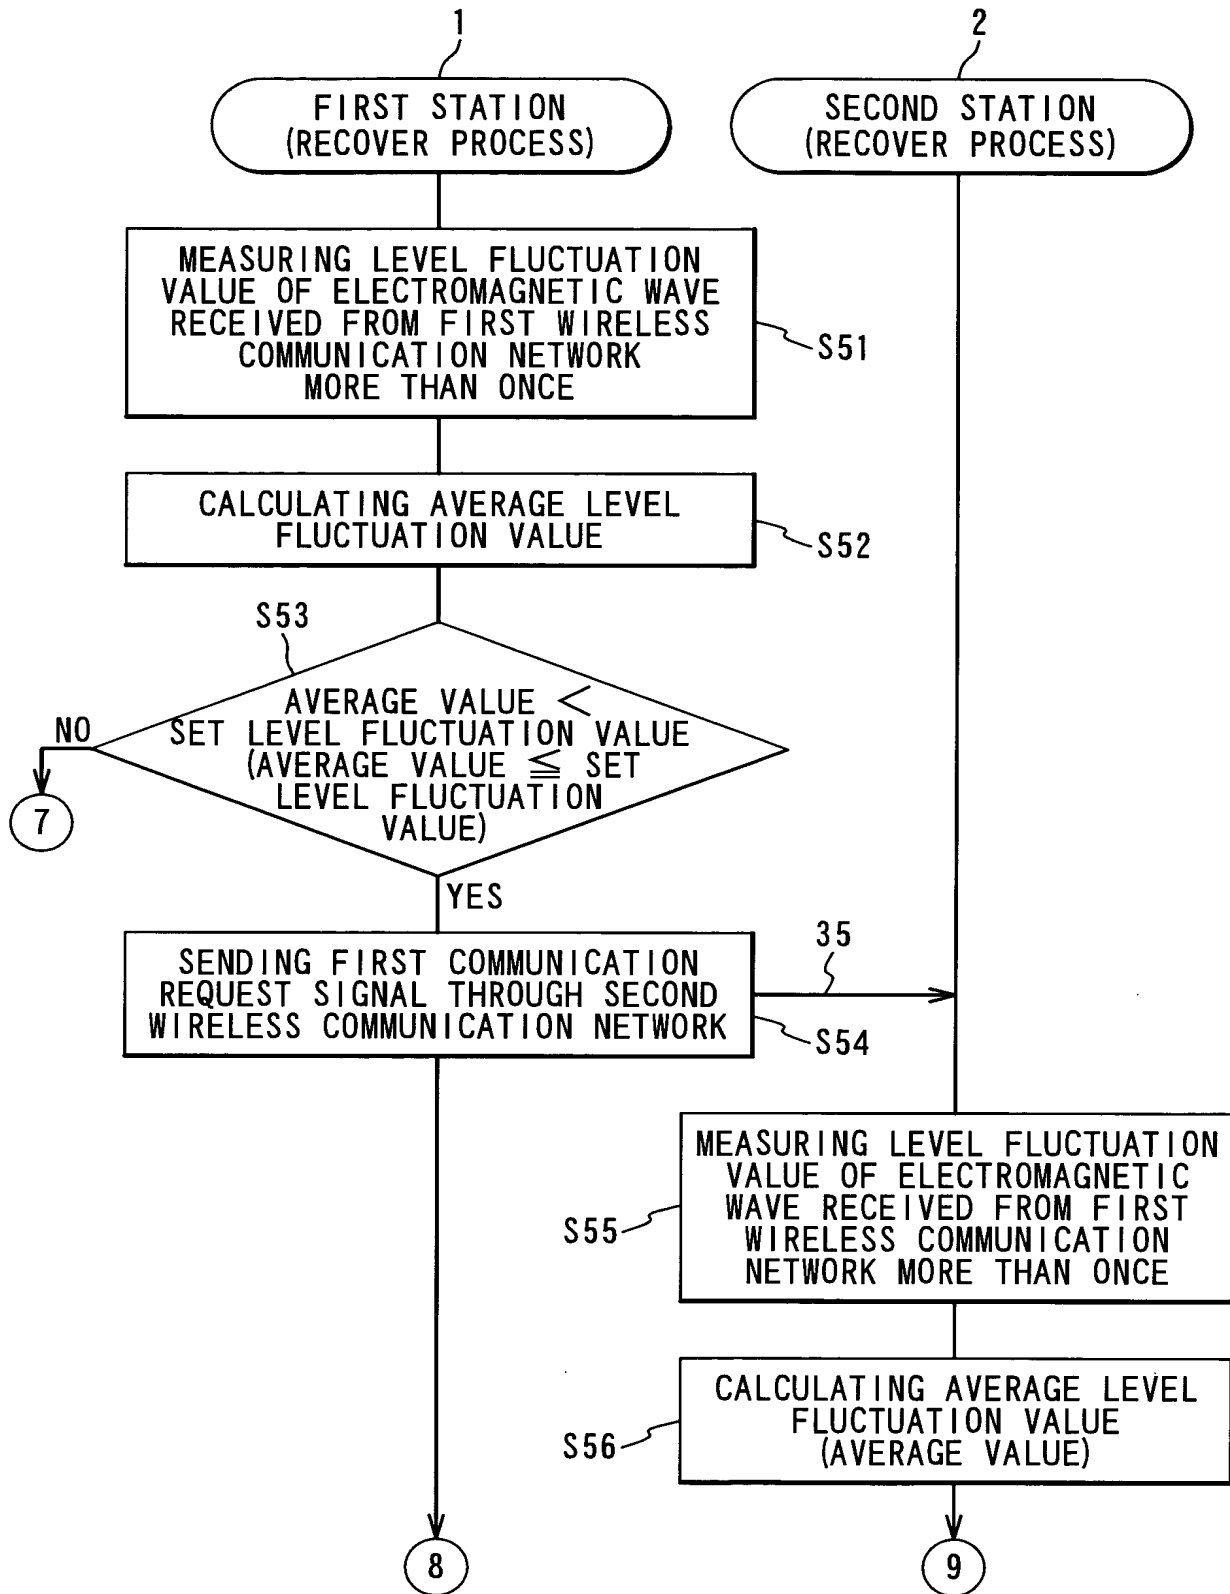 1
2
FIRST STATION
(RECOVER PROCESS)
SECOND STATION
(RECOVER PROCESS)
MEASURING LEVEL FLUCTUATION
VALUE OF ELECTROMAGNETIC WAVE
RECEIVED FROM FIRST WIRELESS
COMMUNICATION NETWORK
MORE THAN ONCE
S51
CALCULATING AVERAGE LEVEL
FLUCTUATION VALUE
S52
S53
AVERAGE VALUE <
SET LEVEL FLUCTUATION VALUE
(AVERAGE VALUE ≦ SET
LEVEL FLUCTUATION
VALUE)
NO
7
YES
SENDING FIRST COMMUNICATION
REQUEST SIGNAL THROUGH SECOND
WIRELESS COMMUNICATION NETWORK
35
S54
MEASURING LEVEL FLUCTUATION
VALUE OF ELECTROMAGNETIC
WAVE RECEIVED FROM FIRST
WIRELESS COMMUNICATION
NETWORK MORE THAN ONCE
S55
CALCULATING AVERAGE LEVEL
FLUCTUATION VALUE
(AVERAGE VALUE)
S56
8
9